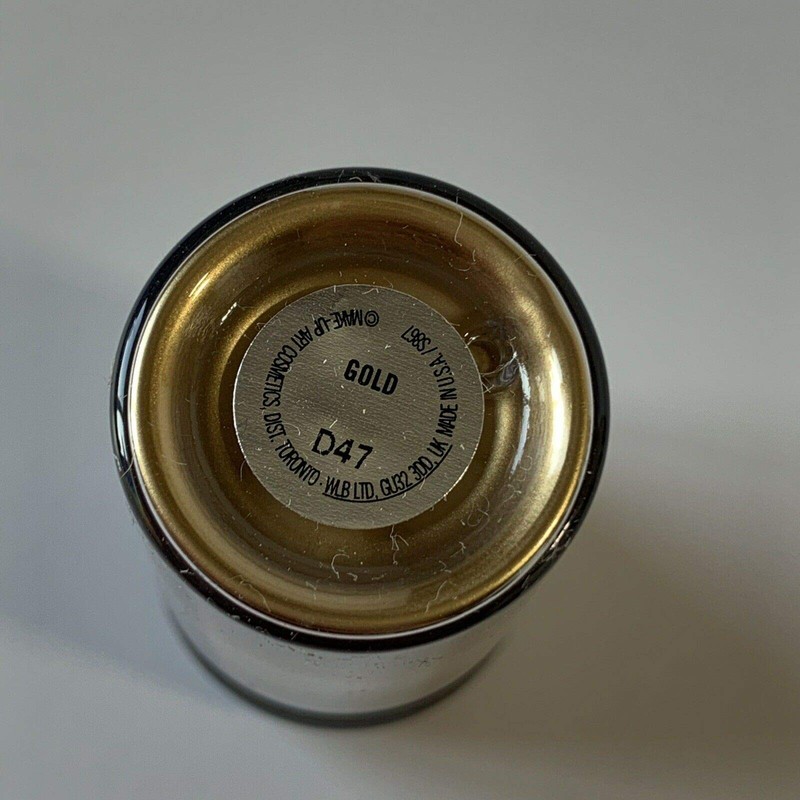 GOLD
D47
©MAKE-UP ART COSMETICS, DIST. TORONTO · WLB LTD, GU32 3DD, UK MADE IN U.S.A. / S867